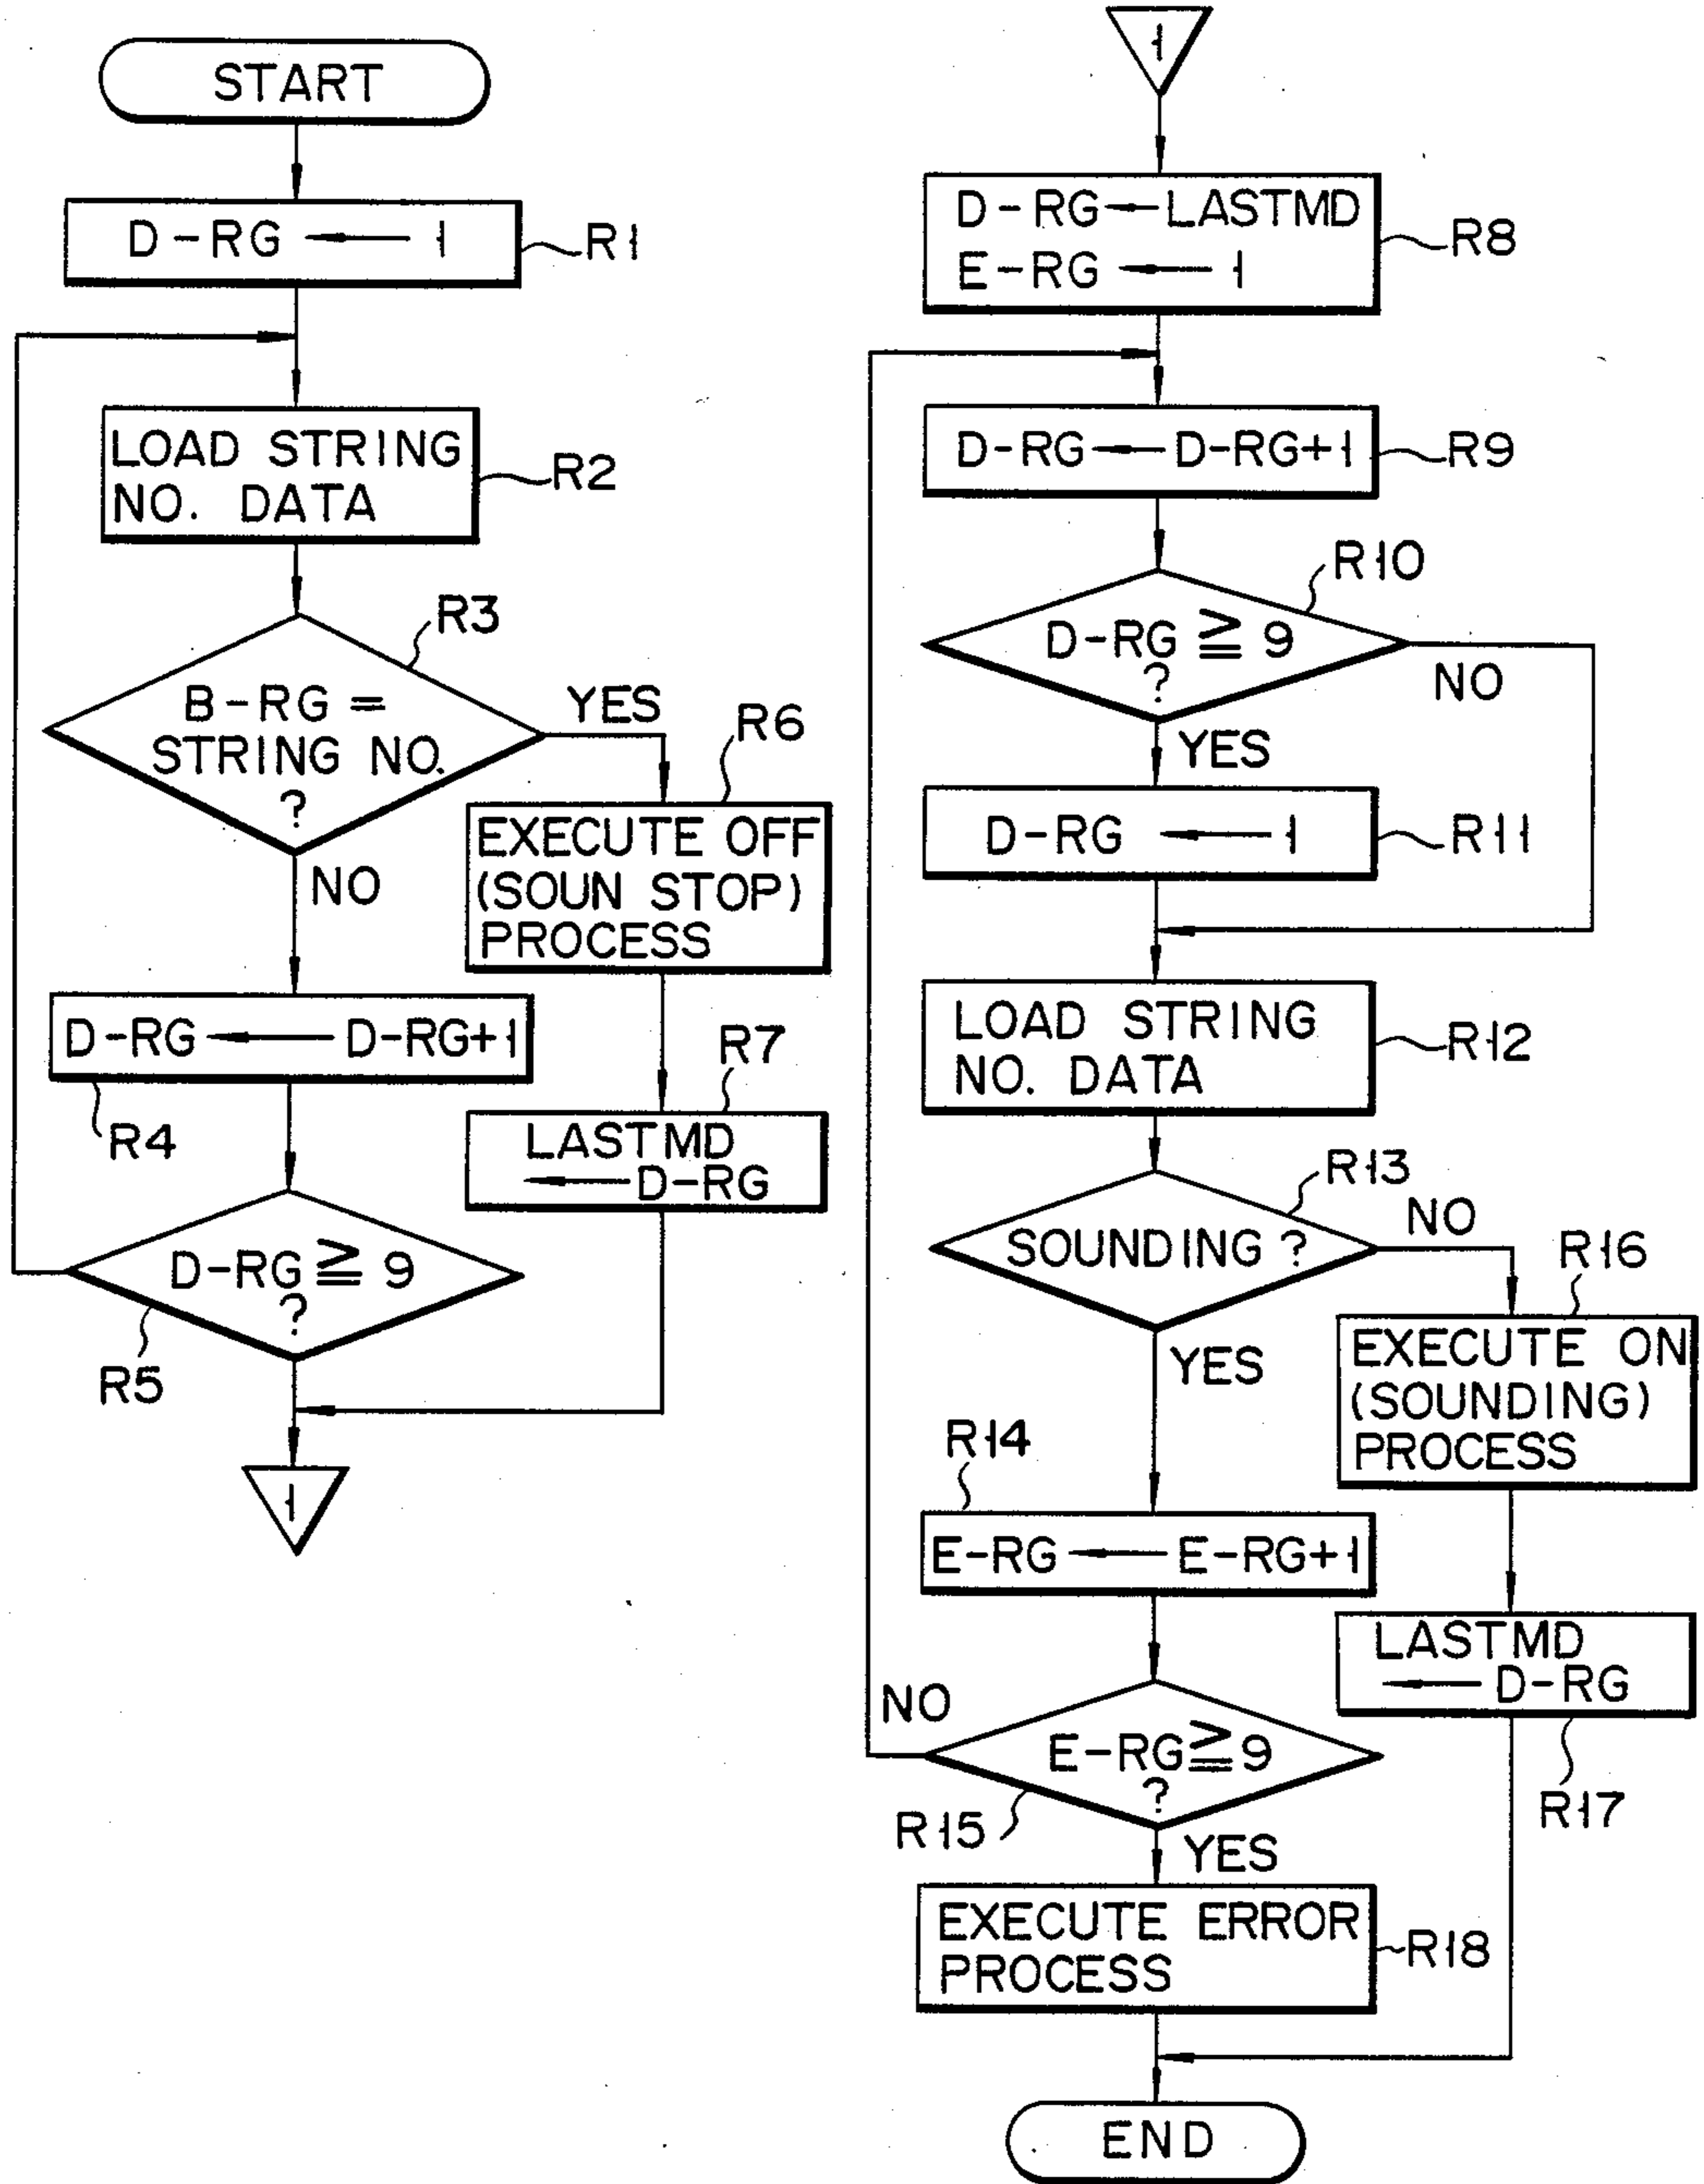 START
D-RG ← 1
R1
LOAD STRING
NO. DATA
R2
R3
B-RG =
STRING NO.
?
YES
NO
R6
EXECUTE OFF
(SOUN STOP)
PROCESS
D-RG ← D-RG+1
R4
R7
LASTMD
← D-RG
D-RG ≧ 9
?
R5
1
1
D-RG ← LASTMD
E-RG ← 1
R8
D-RG ← D-RG+1
R9
R10
D-RG ≧ 9
?
NO
YES
D-RG ← 1
R11
LOAD STRING
NO. DATA
R12
R13
SOUNDING ?
NO
YES
R16
EXECUTE ON
(SOUNDING)
PROCESS
R14
E-RG ← E-RG+1
LASTMD
← D-RG
R17
NO
E-RG ≧ 9
?
R15
YES
EXECUTE ERROR
PROCESS
R18
END